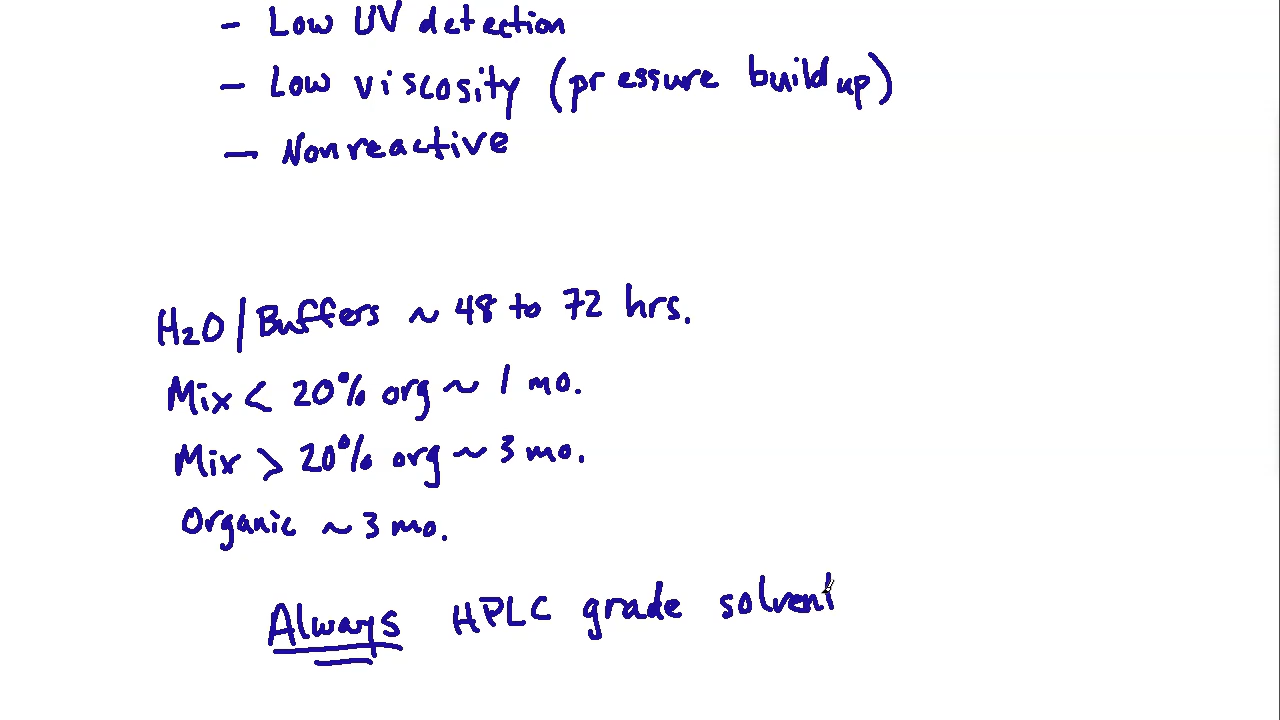 - Low UV detection
- Low viscosity (pressure build up)
- Nonreactive
H2O/Buffers ~ 48 to 72 hrs.
Mix < 20% org ~ 1 mo.
Mix > 20% org ~ 3 mo.
Organic ~ 3 mo.
Always HPLC grade solvent